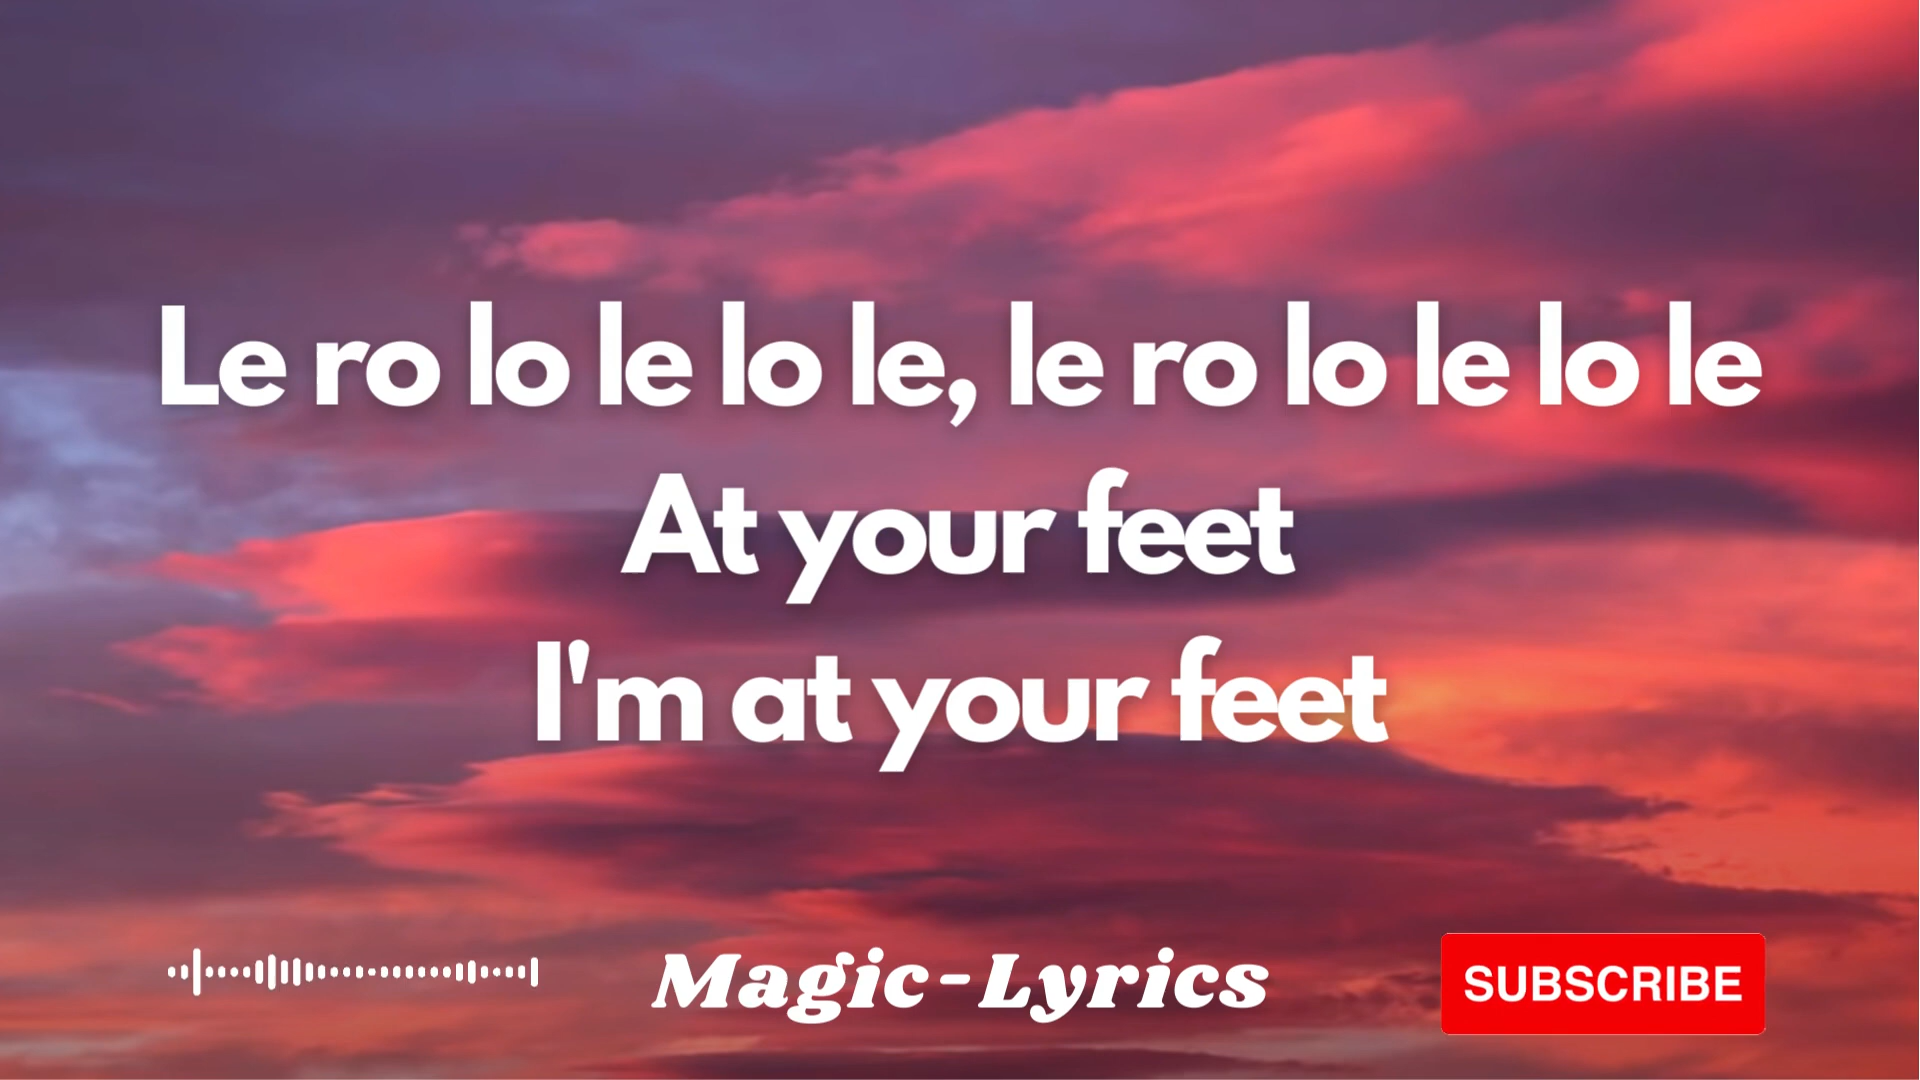 Le ro lo le lo le, le ro lo le lo le
At your feet
I'm at your feet
Magic-Lyrics
SUBSCRIBE